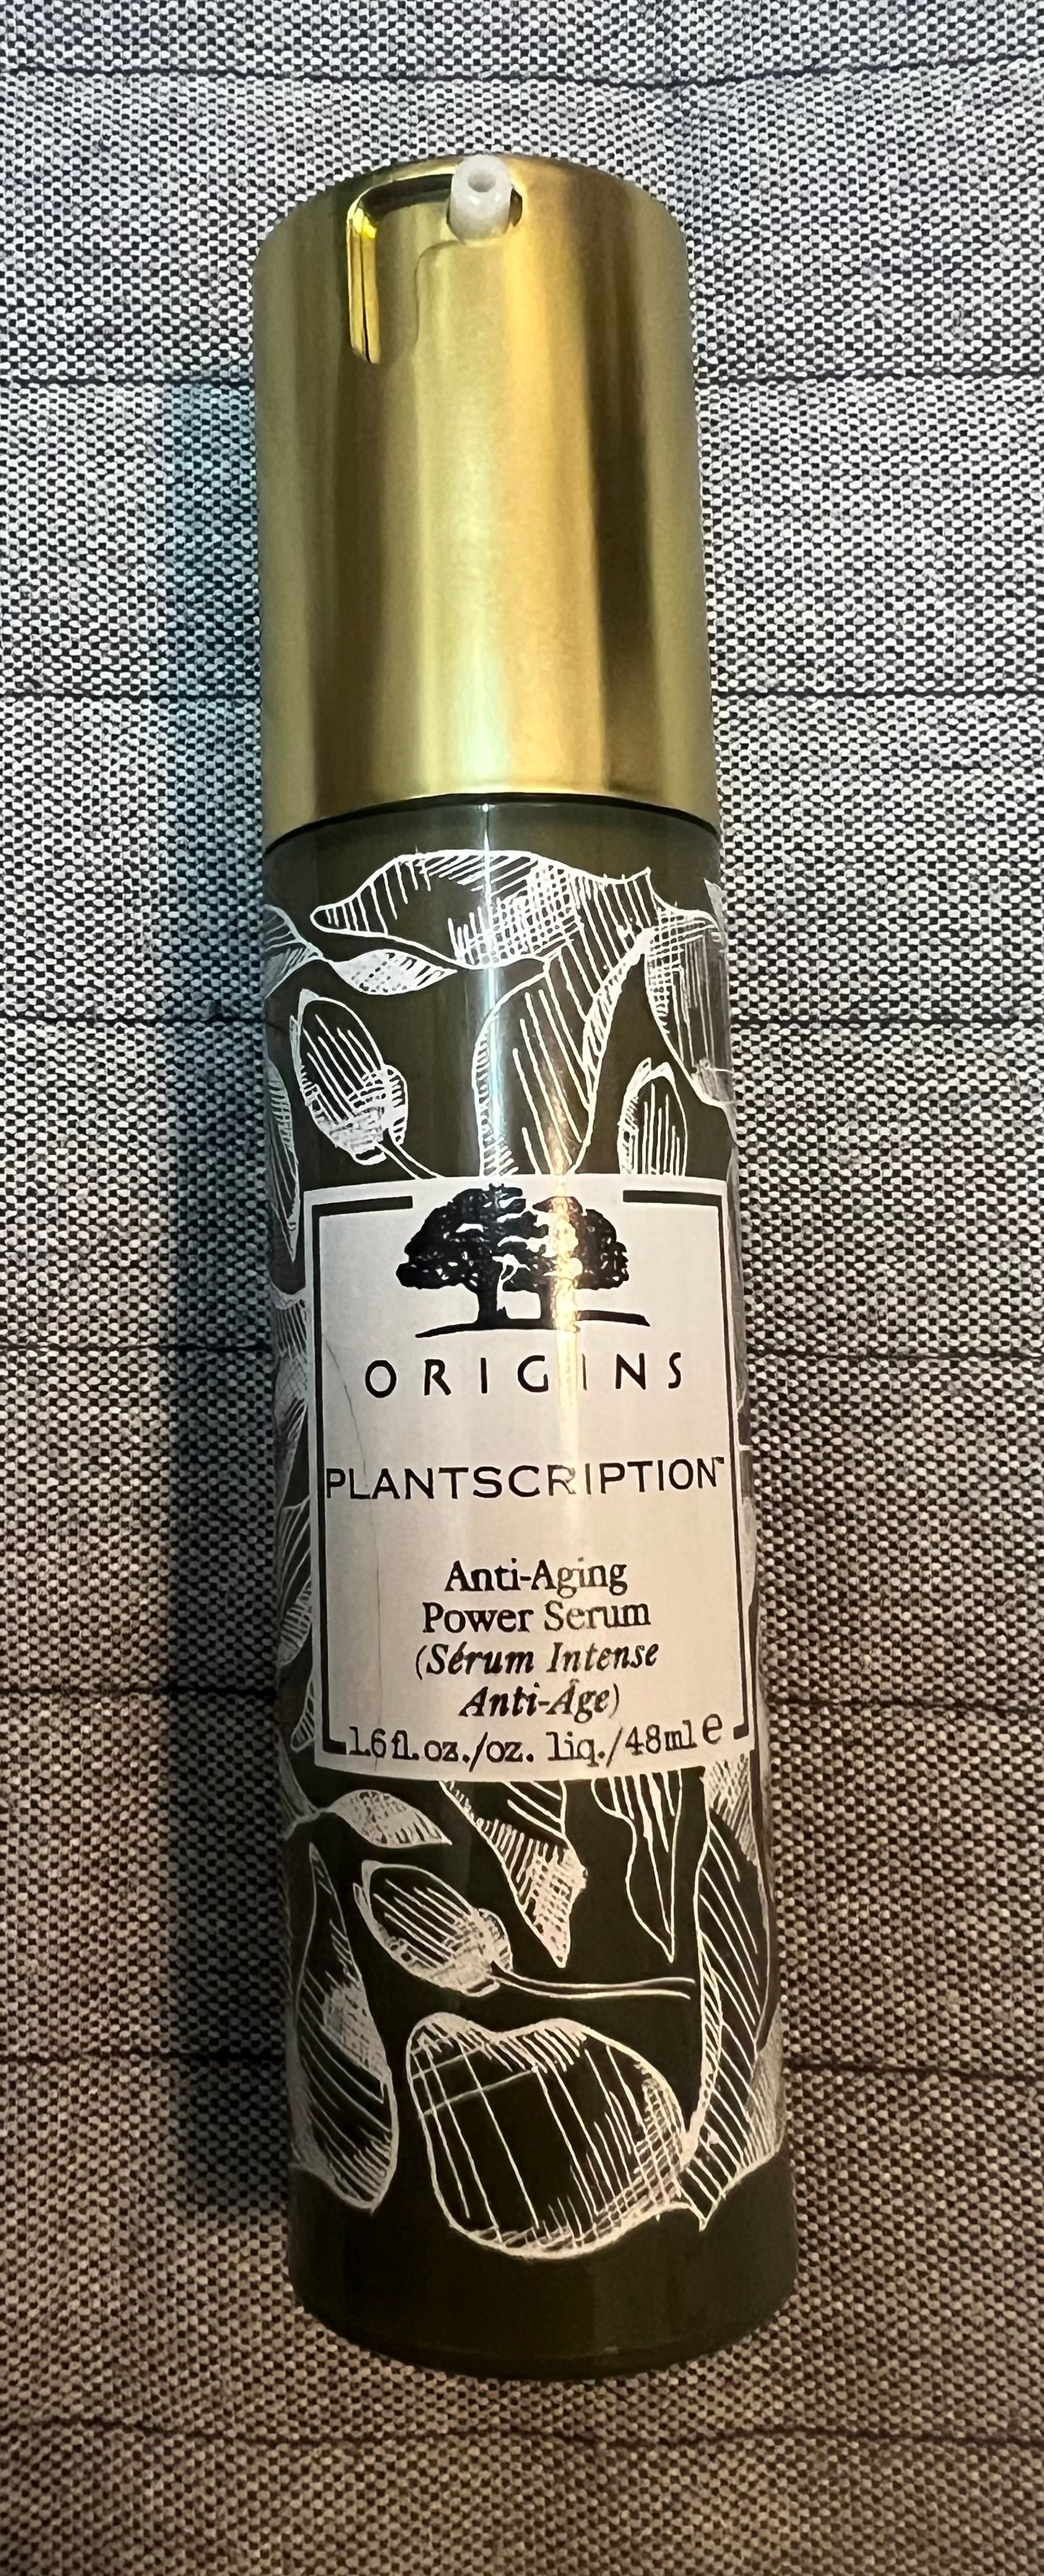 ORIGINS
PLANTSCRIPTION™
Anti-Aging
Power Serum
(Sérum Intense
Anti-Âge)
1.6 fl. oz./oz. liq./48ml e